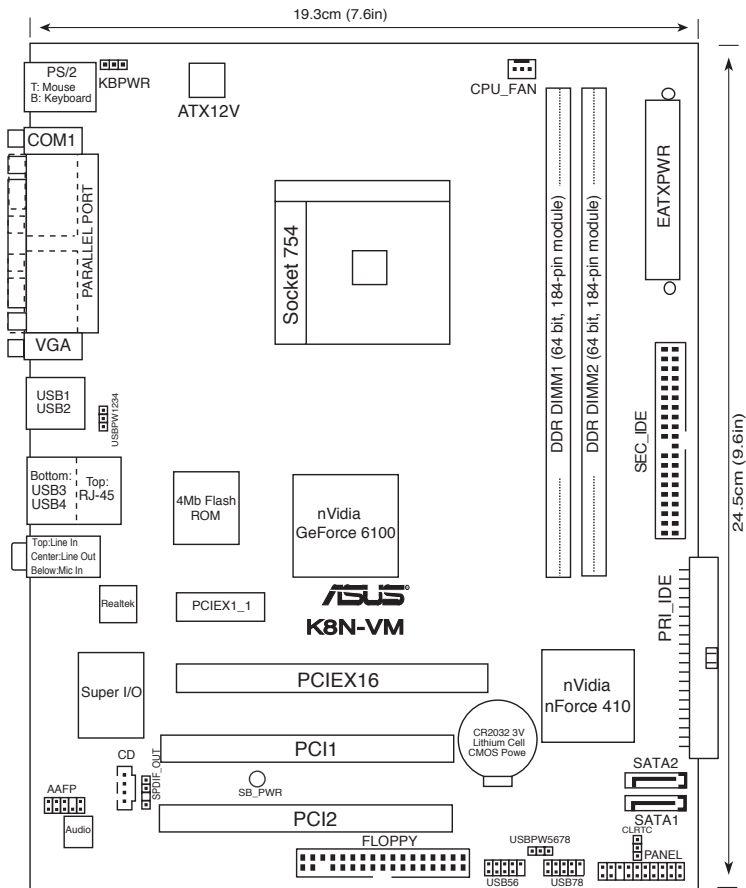 19.3cm (7.6in)
PS/2
T: Mouse
B: Keyboard
KBPWR
ATX12V
CPU_FAN
COM1
PARALLEL PORT
VGA
Socket 754
DDR DIMM1 (64 bit, 184-pin module)
DDR DIMM2 (64 bit, 184-pin module)
EATXPWR
24.5cm (9.6in)
USB1
USB2
USBPW1234
SEC_IDE
Bottom:
USB3
USB4
Top:
RJ-45
4Mb Flash
ROM
nVidia
GeForce 6100
Top:Line In
Center:Line Out
Below:Mic In
Realtek
PCIEX1_1
ASUS®
K8N-VM
PRI_IDE
Super I/O
PCIEX16
nVidia
nForce 410
CR2032 3V
Lithium Cell
CMOS Powe
PCI1
CD
SPDIF_OUT
SB_PWR
SATA2
SATA1
AAFP
Audio
PCI2
FLOPPY
USBPW5678
CLRTC
PANEL
USB56
USB78